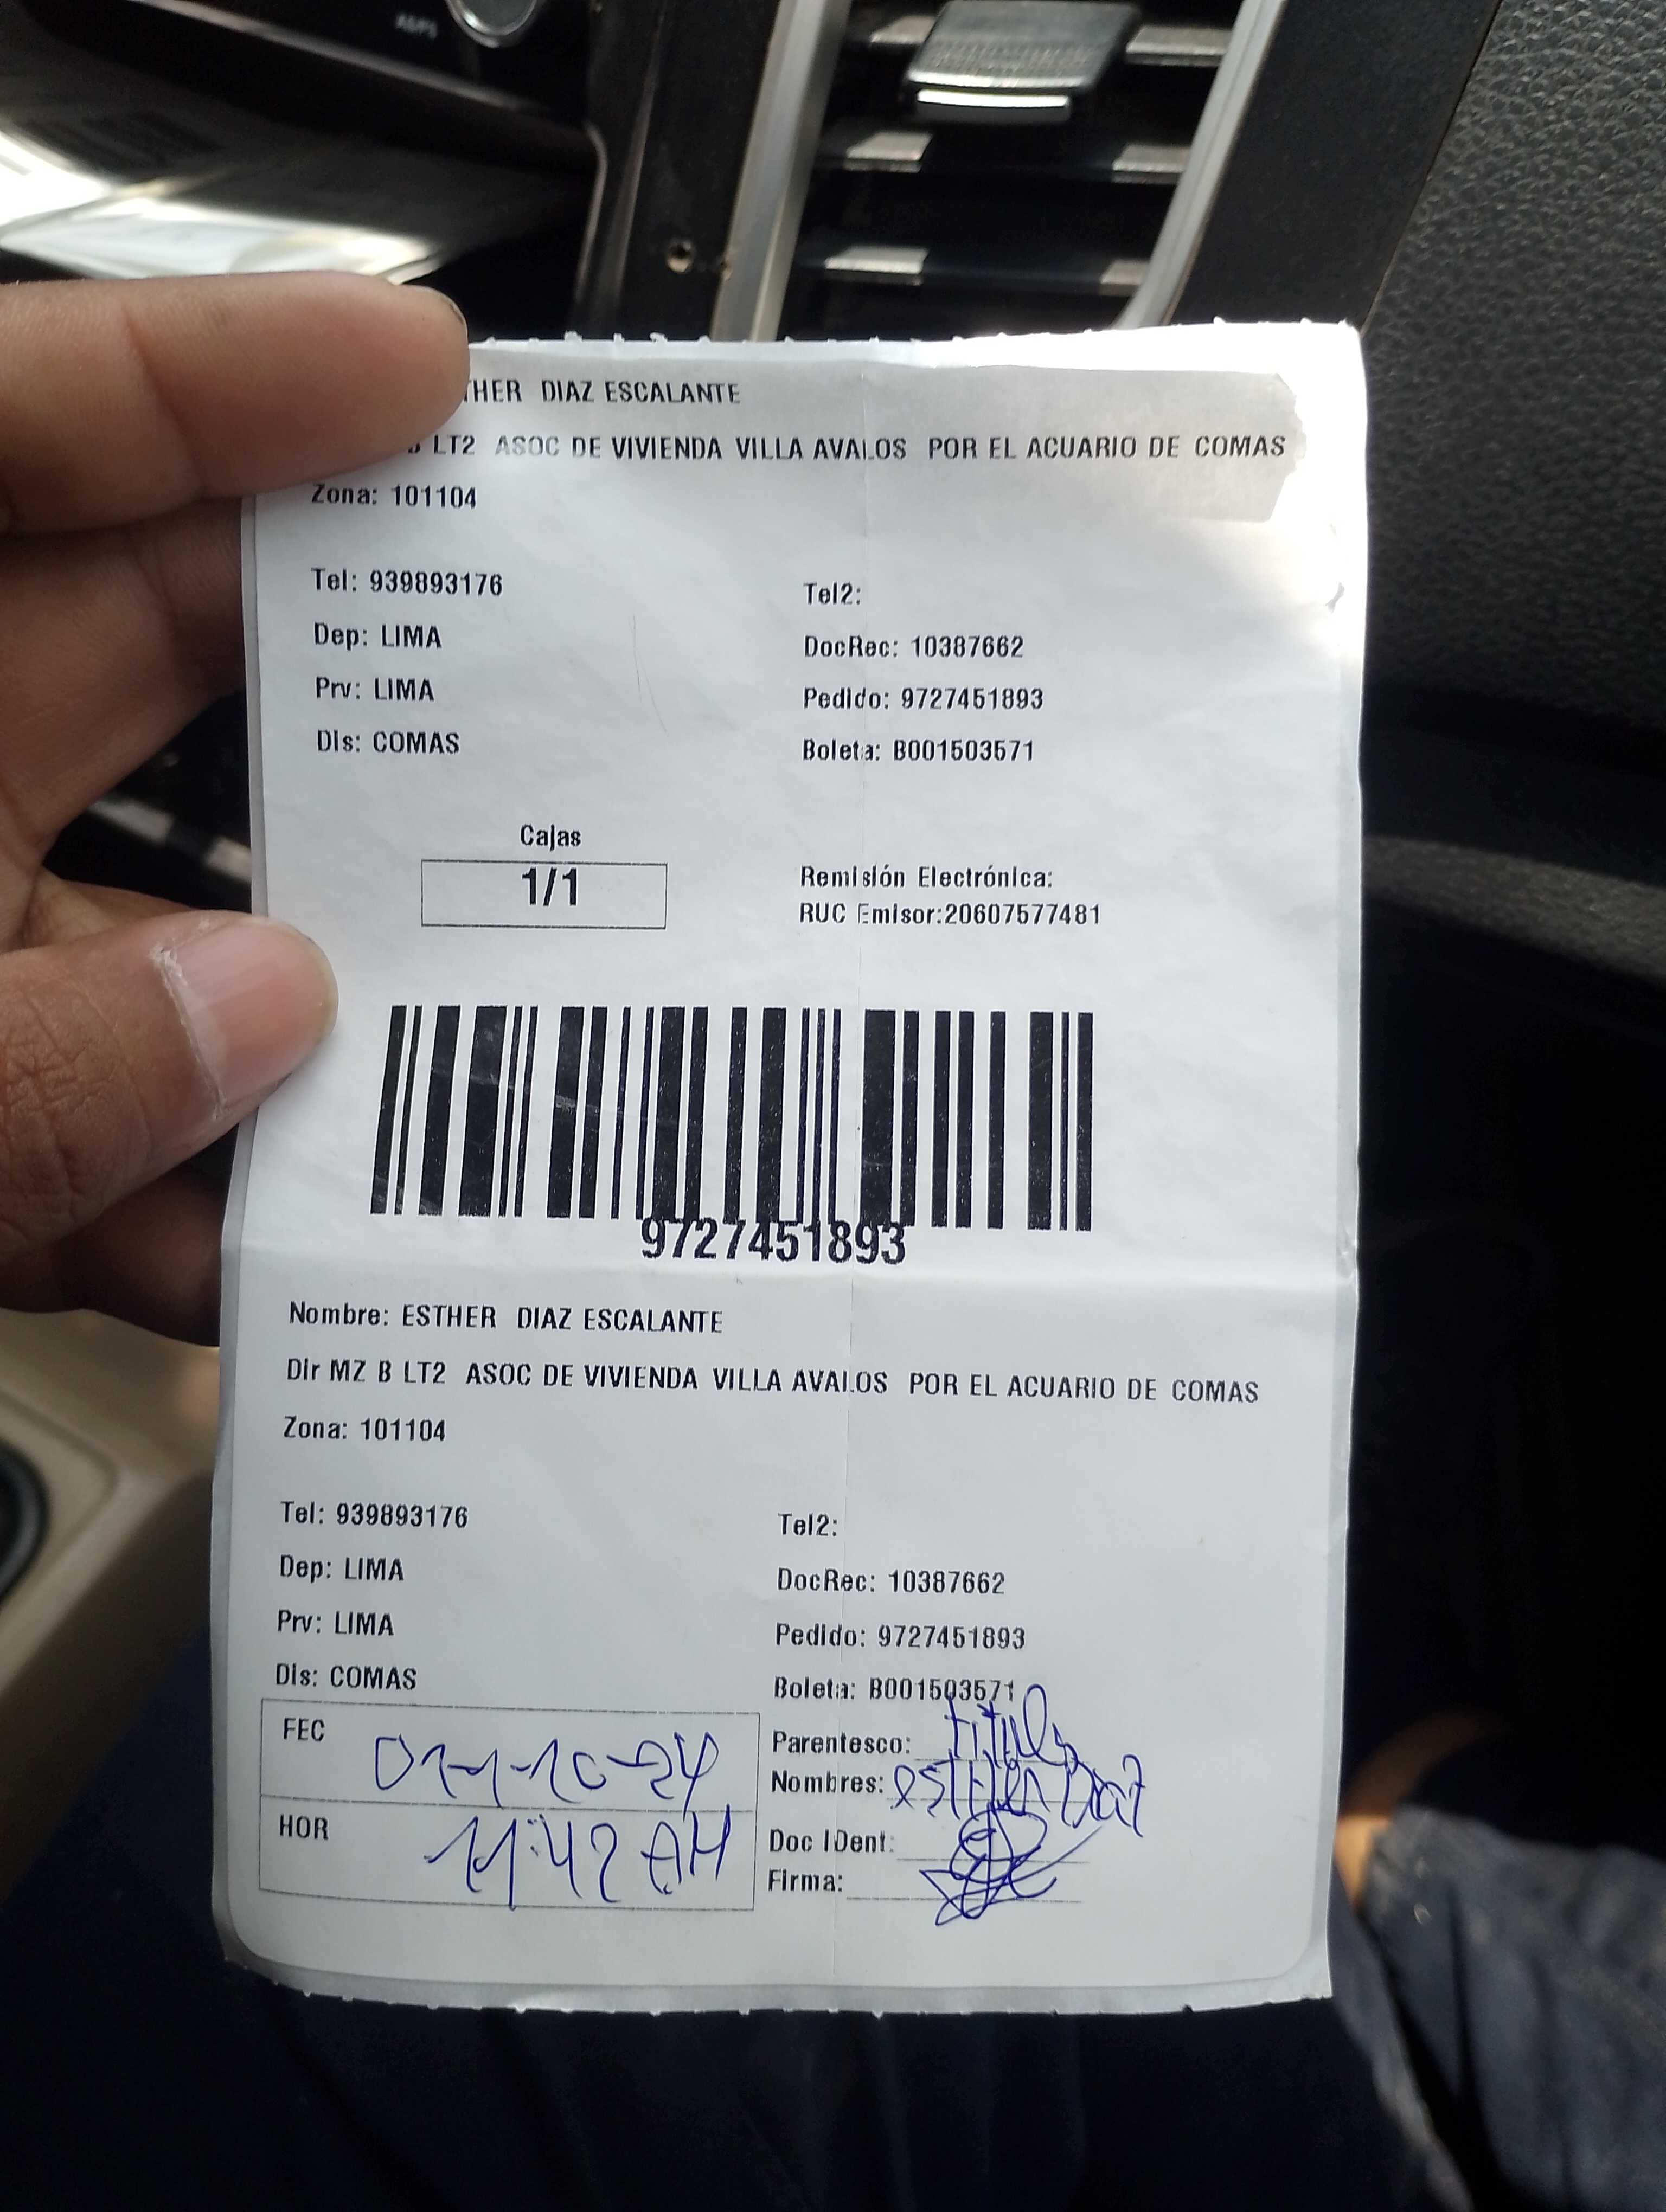 THER DIAZ ESCALANTE
LT2 ASOC DE VIVIENDA VILLA AVALOS POR EL ACUARIO DE COMAS
Zona: 101104
Tel: 939893176 Tel2:
Dep: LIMA DocRec: 10387662
Prv: LIMA Pedido: 9727451893
Dis: COMAS Boleta: B001503571
Cajas
1/1
Remisión Electrónica:
RUC Emisor:20607577481
9727451893
Nombre: ESTHER DIAZ ESCALANTE
Dir MZ B LT2 ASOC DE VIVIENDA VILLA AVALOS POR EL ACUARIO DE COMAS
Zona: 101104
Tel: 939893176 Tel2:
Dep: LIMA DocRec: 10387662
Prv: LIMA Pedido: 9727451893
Dis: COMAS Boleta: B001503571
FEC
Parentesco:
Nombres: esther Diaz
HOR 11:42 AM
Doc IDent:
Firma: